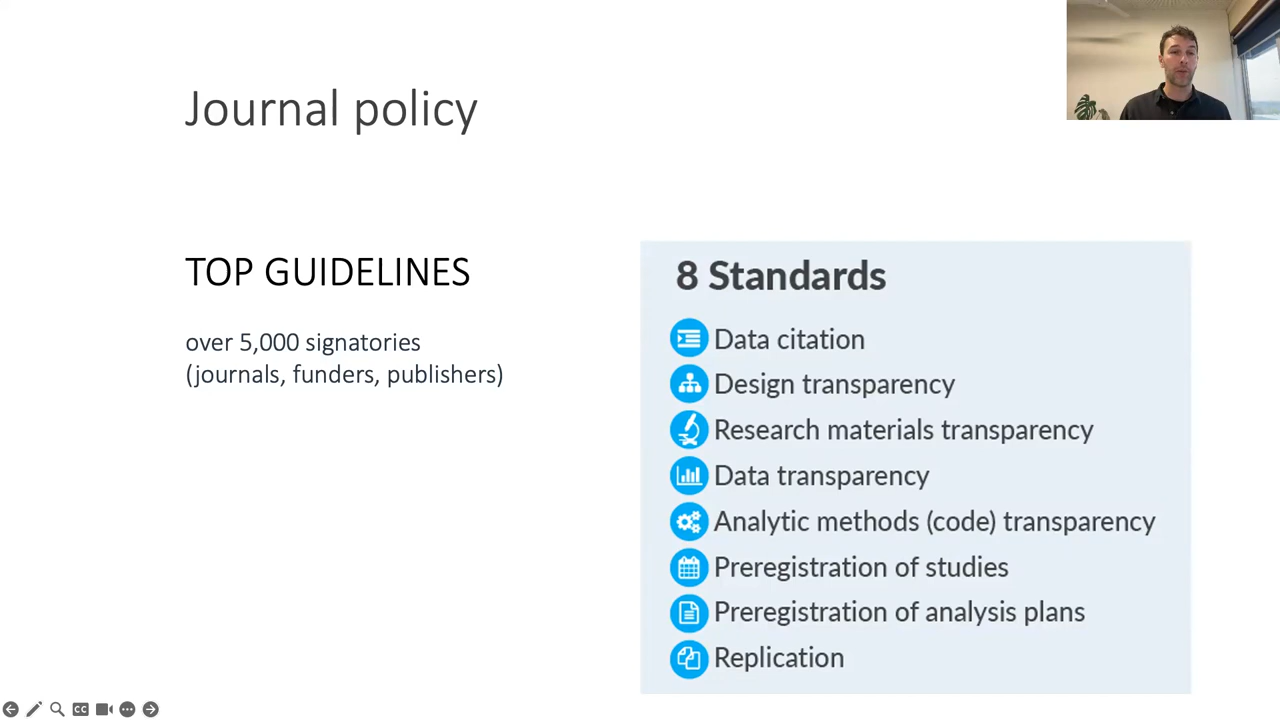 Journal policy
TOP GUIDELINES
over 5,000 signatories
(journals, funders, publishers)
8 Standards
Data citation
Design transparency
Research materials transparency
Data transparency
Analytic methods (code) transparency
Preregistration of studies
Preregistration of analysis plans
Replication
CC